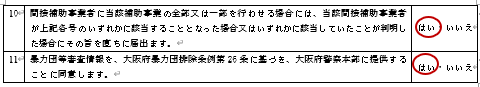 10 間接補助事業者に当該補助事業の全部又は一部を行わせる場合には、当該間接補助事業者
が上記各号のいずれかに該当することとなった場合又はいずれかに該当していたことが判明
した場合にその旨を直ちに届出ます。
はい・いいえ
11 暴力団等審査情報を、大阪府暴力団排除条例第 26 条に基づき、大阪府警察本部に提供する
ことに同意します。
はい・いいえ